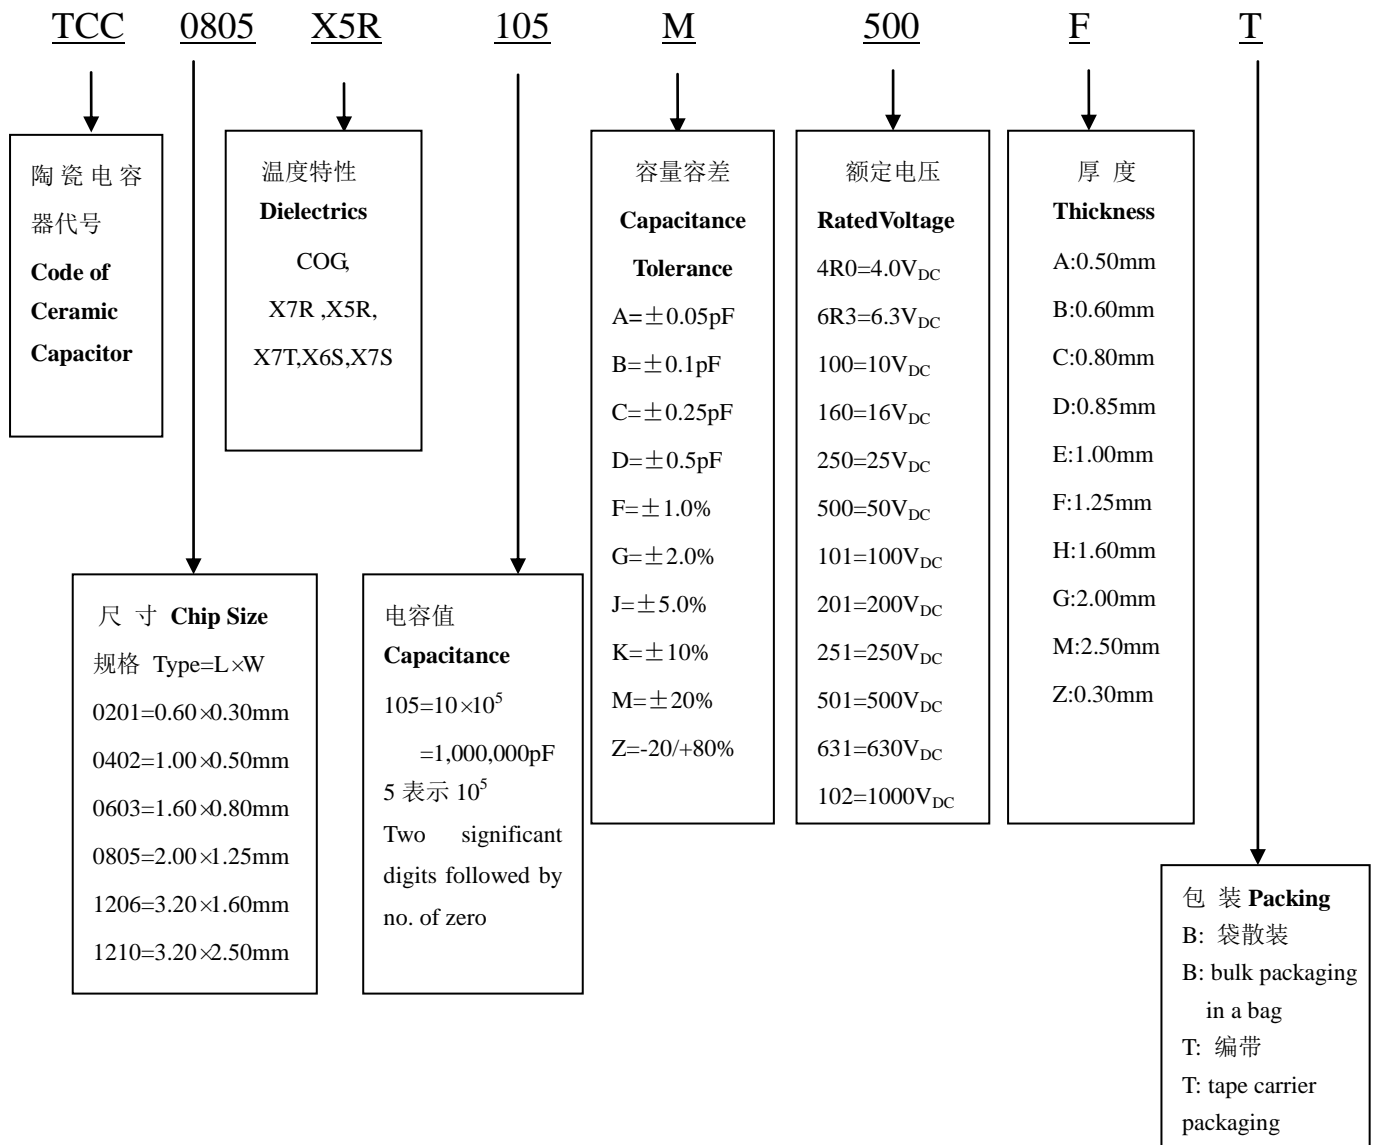 TCC 0805 X5R 105 M 500 F T
陶瓷电容
器代号
Code of
Ceramic
Capacitor
温度特性
Dielectrics
COG,
X7R ,X5R,
X7T,X6S,X7S
容量容差
Capacitance
Tolerance
A=±0.05pF
B=±0.1pF
C=±0.25pF
D=±0.5pF
F=±1.0%
G=±2.0%
J=±5.0%
K=±10%
M=±20%
Z=-20/+80%
额定电压
RatedVoltage
4R0=4.0VDC
6R3=6.3VDC
100=10VDC
160=16VDC
250=25VDC
500=50VDC
101=100VDC
201=200VDC
251=250VDC
501=500VDC
631=630VDC
102=1000VDC
厚 度
Thickness
A:0.50mm
B:0.60mm
C:0.80mm
D:0.85mm
E:1.00mm
F:1.25mm
H:1.60mm
G:2.00mm
M:2.50mm
Z:0.30mm
尺 寸 Chip Size
规格 Type=L×W
0201=0.60×0.30mm
0402=1.00×0.50mm
0603=1.60×0.80mm
0805=2.00×1.25mm
1206=3.20×1.60mm
1210=3.20×2.50mm
电容值
Capacitance
105=10×10⁵
=1,000,000pF
5 表示 10⁵
Two significant
digits followed by
no. of zero
包 装 Packing
B: 袋散装
B: bulk packaging
in a bag
T: 编带
T: tape carrier
packaging